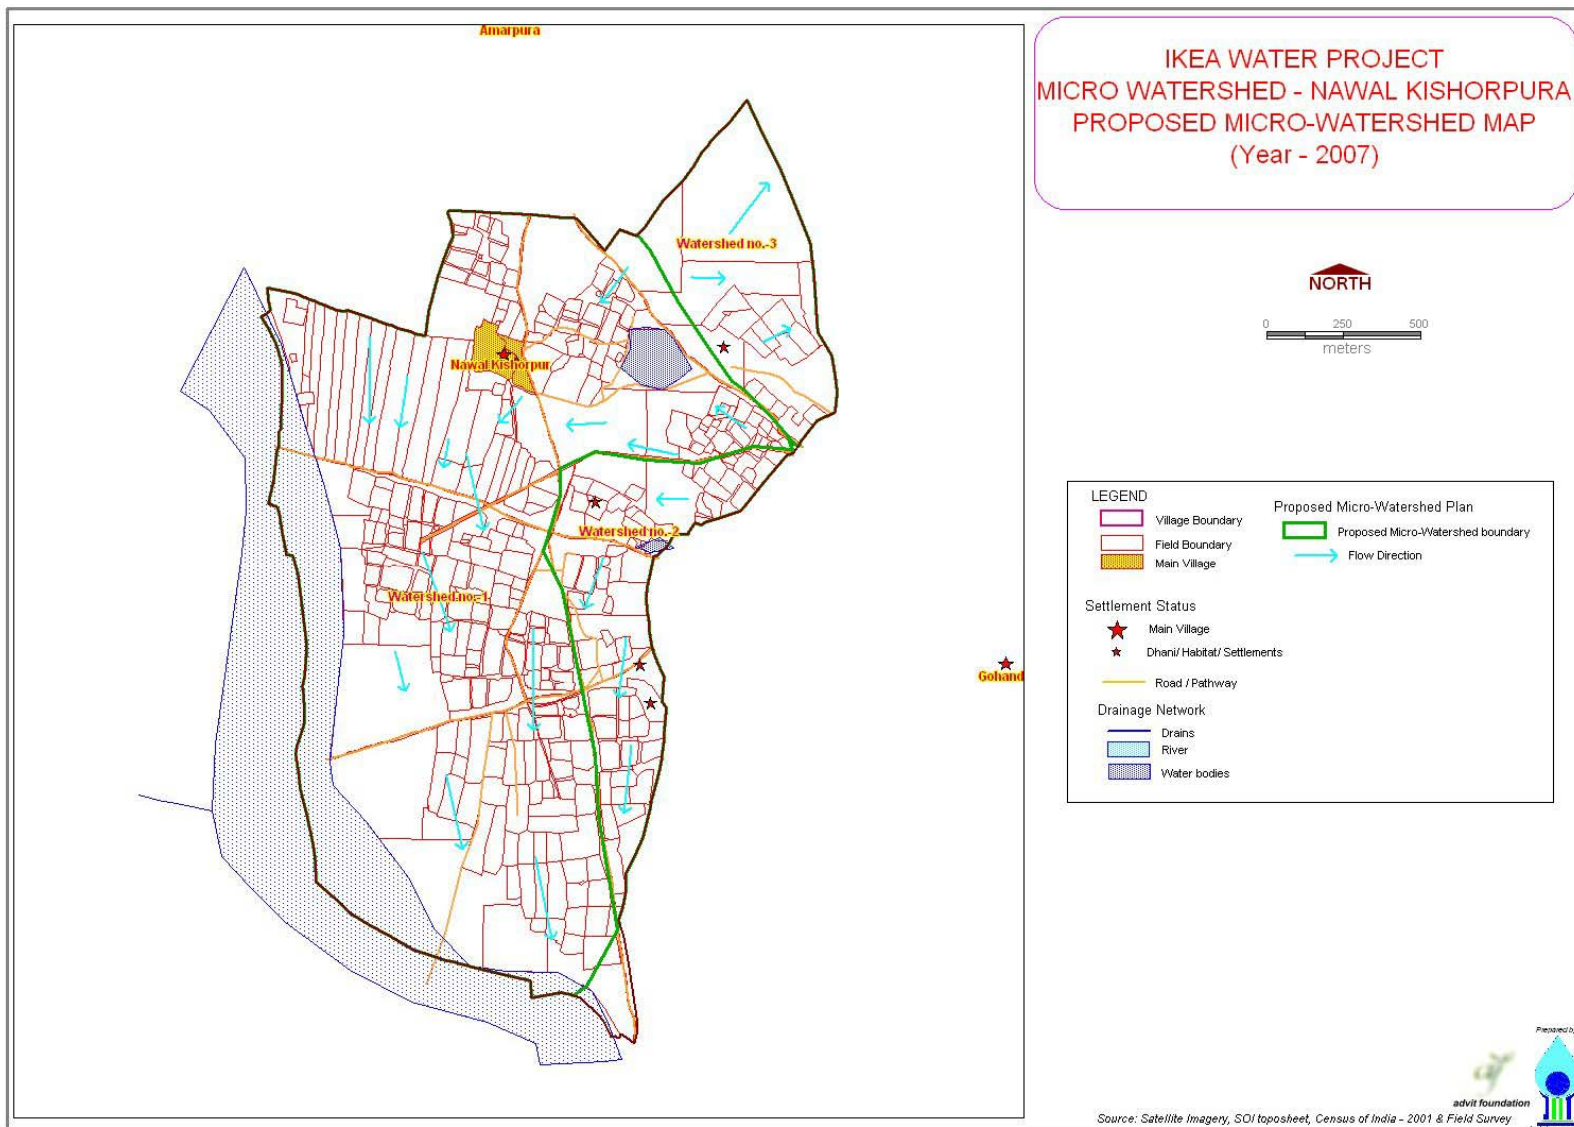 Amarpura
IKEA WATER PROJECT
MICRO WATERSHED - NAWAL KISHORPURA
PROPOSED MICRO-WATERSHED MAP
(Year - 2007)
Watershed no.-3
NORTH
0 250 500
meters
Nawal Kishorpur
Watershed no.-2
Watershed no.-1
Gohand
LEGEND
Village Boundary
Field Boundary
Main Village
Proposed Micro-Watershed Plan
Proposed Micro-Watershed boundary
Flow Direction
Settlement Status
Main Village
Dhani/ Habitat/ Settlements
Road / Pathway
Drainage Network
Drains
River
Water bodies
Prepared by
advit foundation
Source: Satellite Imagery, SOI toposheet, Census of India - 2001 & Field Survey